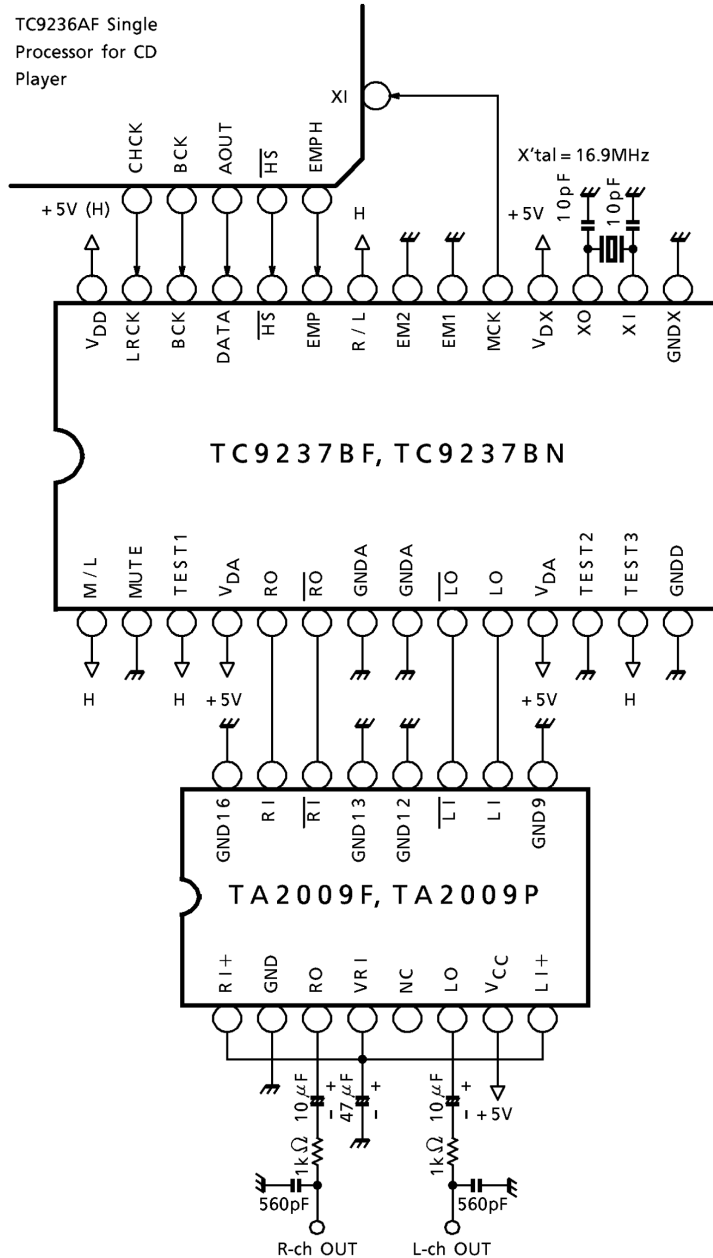 TC9236AF Single
Processor for CD
Player
XI
CHCK
BCK
AOUT
HS
EMPH
X'tal = 16.9MHz
10pF
10pF
+5V (H)
H
+5V
VDD
LRCK
BCK
DATA
HS
EMP
R / L
EM2
EM1
MCK
VDX
XO
XI
GNDX
TC9237BF, TC9237BN
M / L
MUTE
TEST1
VDA
RO
RO
GNDA
GNDA
LO
LO
VDA
TEST2
TEST3
GNDD
H
H
+5V
+5V
H
GND16
RI
RI
GND13
GND12
LI
LI
GND9
TA2009F, TA2009P
RI+
GND
RO
VRI
NC
LO
VCC
LI+
10μF
+
-
47μF
+
-
10μF
+
-
+5V
1kΩ
1kΩ
560pF
560pF
R-ch OUT
L-ch OUT